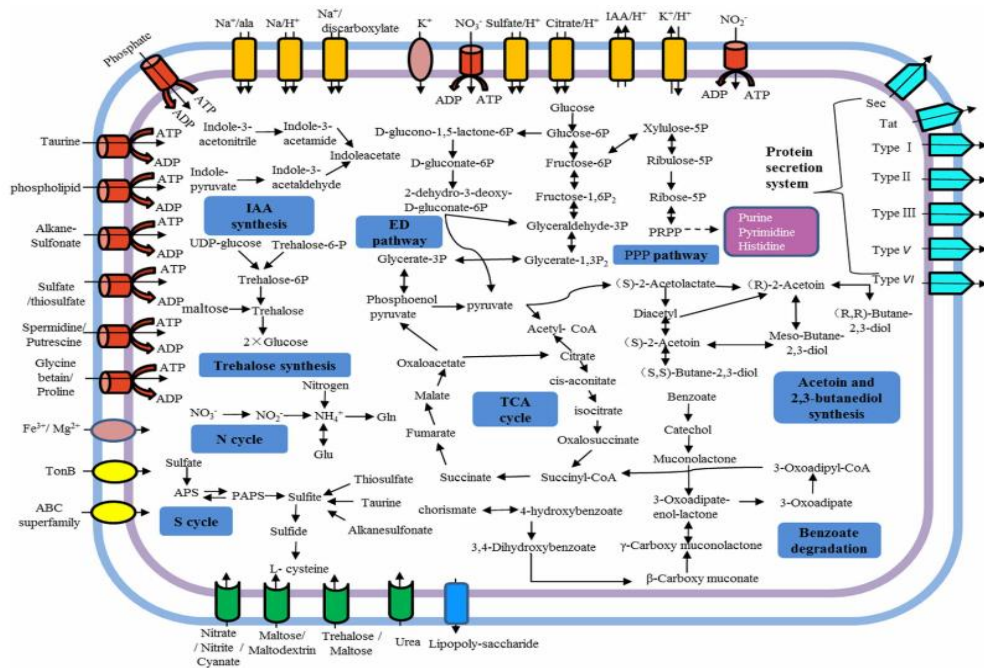 Na⁺/ala
Na/H⁺
Na⁺/
discarboxylate
K⁺
NO₃⁻
Sulfate/H⁺
Citrate/H⁺
IAA/H⁺
K⁺/H⁺
NO₂⁻
Phosphate
ADP
ATP
ADP
ATP
ADP
ATP
Taurine
ATP
ADP
phospholipid
ATP
ADP
Alkane-
Sulfonate
ATP
ADP
Sulfate
/thiosulfate
ATP
ADP
Spermidine/
Putrescine
ATP
ADP
Glycine
betain/
Proline
ATP
ADP
Fe³⁺/ Mg²⁺
TonB
ABC
superfamily
Indole-3-
acetonitrile
Indole-3-
acetamide
Indoleacetate
Indole-
pyruvate
Indole-3-
acetaldehyde
IAA
synthesis
UDP-glucose
Trehalose-6-P
Trehalose-6P
maltose
Trehalose
2×Glucose
Trehalose synthesis
Nitrogen
NO₃⁻
NO₂⁻
NH₄⁺
Gln
Glu
N cycle
Sulfate
APS
PAPS
Sulfite
Thiosulfate
Taurine
Alkanesulfonate
Sulfide
L- cysteine
S cycle
Glucose
D-glucono-1,5-lactone-6P
Glucose-6P
D-gluconate-6P
Fructose-6P
2-dehydro-3-deoxy-
D-gluconate-6P
Fructose-1,6P₂
Glyceraldehyde-3P
ED
pathway
Glycerate-3P
Glycerate-1,3P₂
Phosphoenol
pyruvate
pyruvate
Xylulose-5P
Ribulose-5P
Ribose-5P
PRPP
PPP pathway
Purine
Pyrimidine
Histidine
Protein
secretion
system
Sec
Tat
Type I
Type II
Type III
Type V
Type VI
Acetyl- CoA
Oxaloacetate
Citrate
cis-aconitate
Malate
isocitrate
TCA
cycle
Fumarate
Oxalosuccinate
Succinate
Succinyl-CoA
(S)-2-Acetolactate
(R)-2-Acetoin
Diacetyl
(R,R)-Butane-
2,3-diol
(S)-2-Acetoin
Meso-Butane-
2,3-diol
(S,S)-Butane-2,3-diol
Acetoin and
2,3-butanediol
synthesis
Benzoate
Catechol
Muconolactone
3-Oxoadipyl-CoA
3-Oxoadipate-
enol-lactone
3-Oxoadipate
chorismate
4-hydroxybenzoate
3,4-Dihydroxybenzoate
γ-Carboxy muconolactone
β-Carboxy muconate
Benzoate
degradation
Nitrate
/ Nitrite /
Cyanate
Maltose/
Maltodextrin
Trehalose /
Maltose
Urea
Lipopoly-saccharide